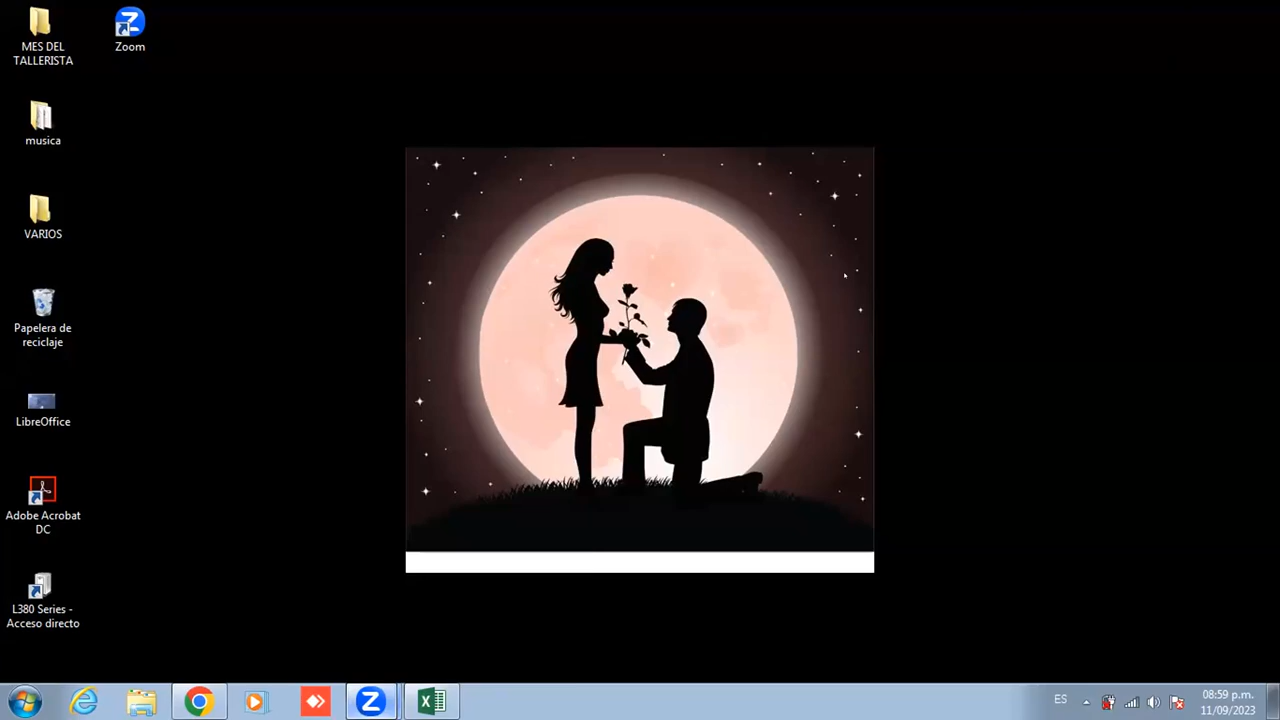 MES DEL
TALLERISTA
Zoom
musica
VARIOS
Papelera de
reciclaje
LibreOffice
Adobe Acrobat
DC
L380 Series -
Acceso directo
ES
08:59 p.m.
11/09/2023